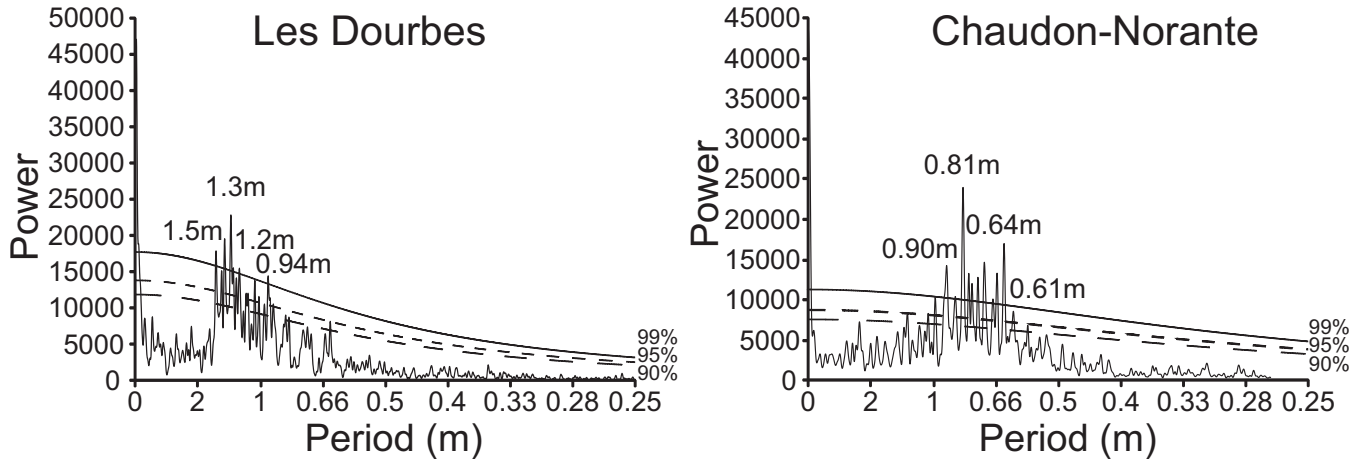 Les Dourbes
Power
50000
45000
40000
35000
30000
25000
20000
15000
10000
5000
0
1.3m
1.5m
1.2m
0.94m
99%
95%
90%
0 2 1 0.66 0.5 0.4 0.33 0.28 0.25
Period (m)
Chaudon-Norante
Power
45000
40000
35000
30000
25000
20000
15000
10000
5000
0
0.81m
0.64m
0.90m
0.61m
99%
95%
90%
0 2 1 0.66 0.5 0.4 0.33 0.28 0.25
Period (m)